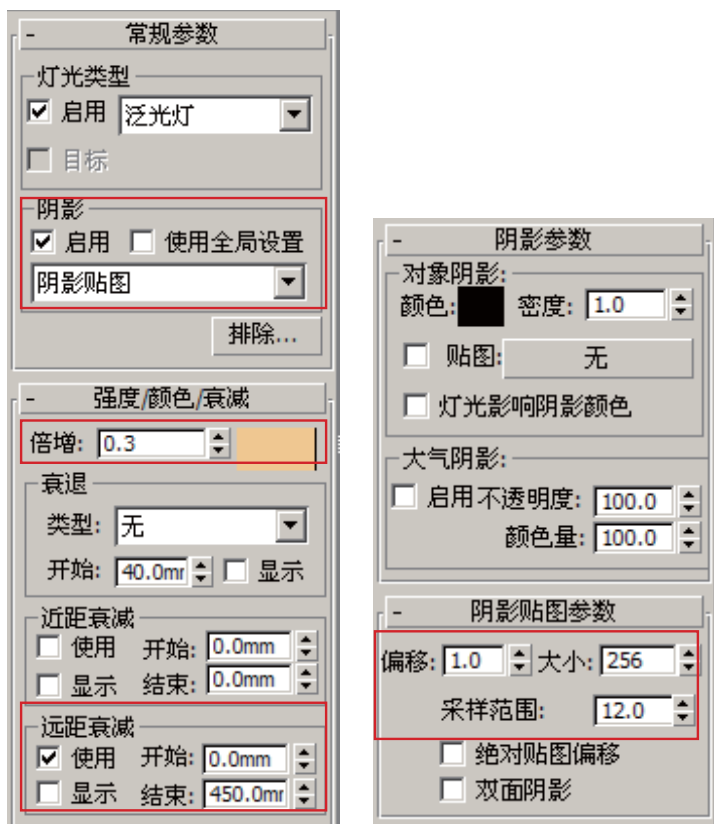 - 常规参数
灯光类型
启用 泛光灯
目标
阴影
启用 使用全局设置
阴影贴图
排除...
- 强度/颜色/衰减
倍增: 0.3
衰退
类型: 无
开始: 40.0mr 显示
近距衰减
使用 开始: 0.0mm
显示 结束: 0.0mm
远距衰减
使用 开始: 0.0mm
显示 结束: 450.0mr
- 阴影参数
对象阴影:
颜色: 密度: 1.0
贴图: 无
灯光影响阴影颜色
大气阴影:
启用 不透明度: 100.0
颜色量: 100.0
- 阴影贴图参数
偏移: 1.0 大小: 256
采样范围: 12.0
绝对贴图偏移
双面阴影